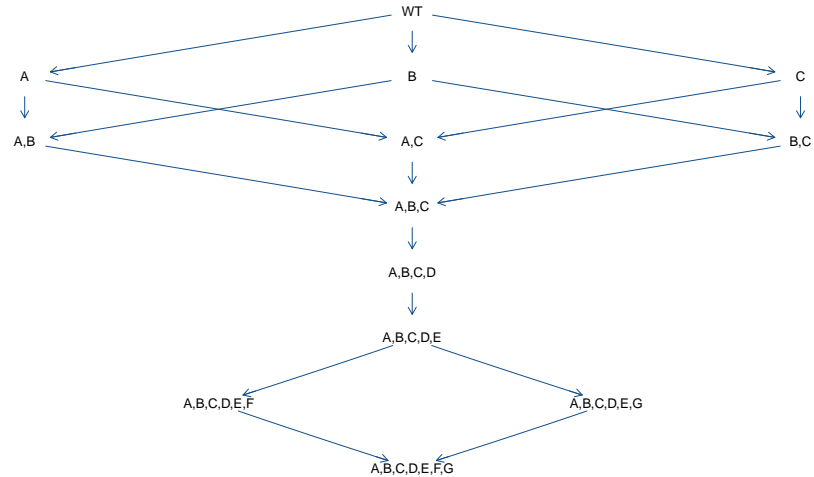 WT
A
B
C
A,B
A,C
B,C
A,B,C
A,B,C,D
A,B,C,D,E
A,B,C,D,E,F
A,B,C,D,E,G
A,B,C,D,E,F,G